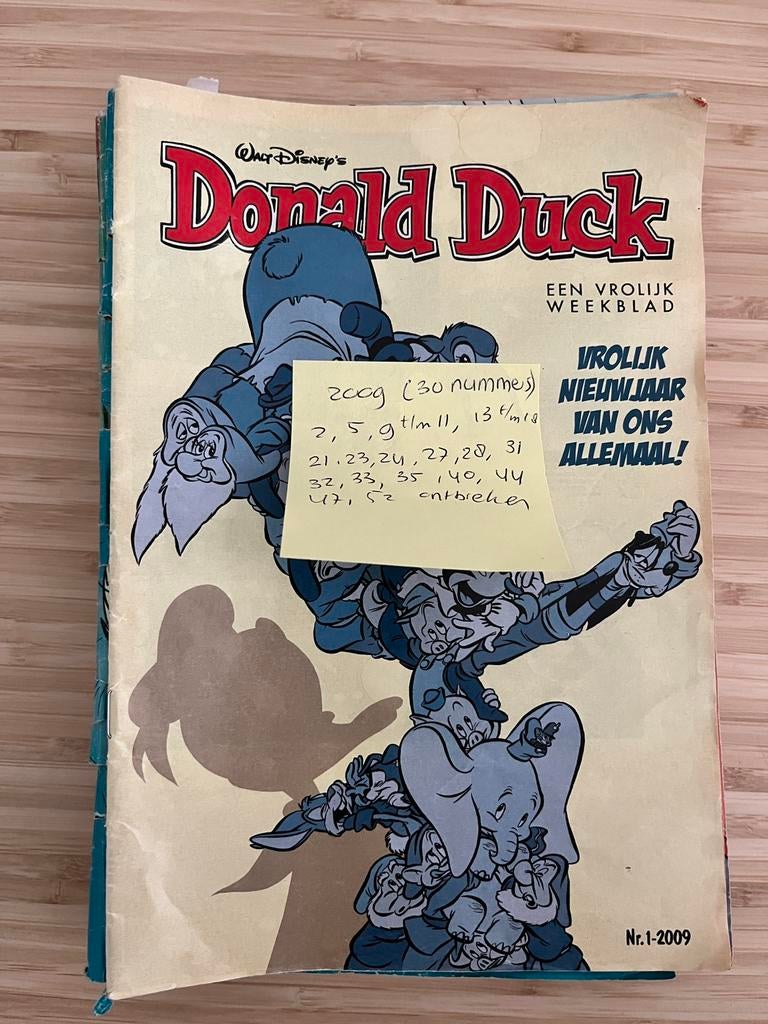 WALT DISNEY'S
Donald Duck
EEN VROLIJK
WEEKBLAD
VROLIJK
NIEUWJAAR
VAN ONS
ALLEMAAL!
2009 (30 nummers)
2, 5, 9 t/m 11, 13 t/m 18
21.23,24,27,28, 31
32, 33, 35, 40, 44
47, 52 ontbreken
Nr.1-2009